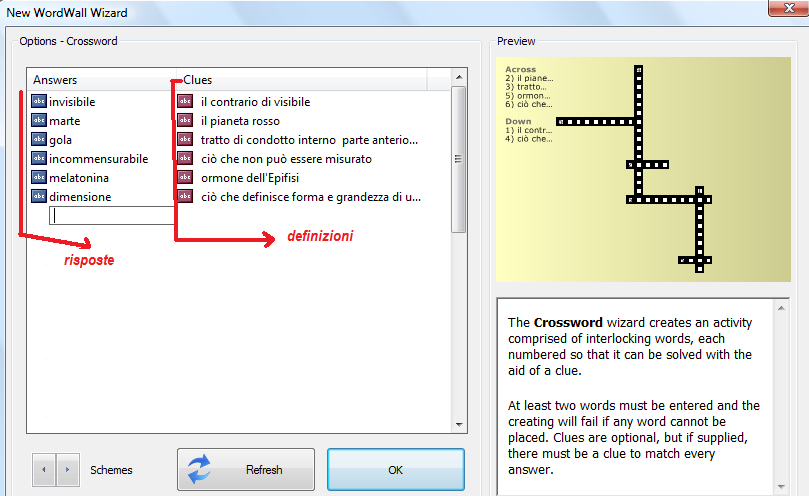 New WordWall Wizard
Options - Crossword
Answers Clues
invisibile il contrario di visibile
marte il pianeta rosso
gola tratto di condotto interno parte anterio...
incommensurabile ciò che non può essere misurato
melatonina ormone dell'Epifisi
dimensione ciò che definisce forma e grandezza di u...
risposte
definizioni
Schemes
Refresh
OK
Preview
Across
2) il piane...
3) tratto...
5) ormon...
6) ciò che...
Down
1) il contr...
4) ciò che...
The Crossword wizard creates an activity
comprised of interlocking words, each
numbered so that it can be solved with the
aid of a clue.
At least two words must be entered and the
creating will fail if any word cannot be
placed. Clues are optional, but if supplied,
there must be a clue to match every
answer.